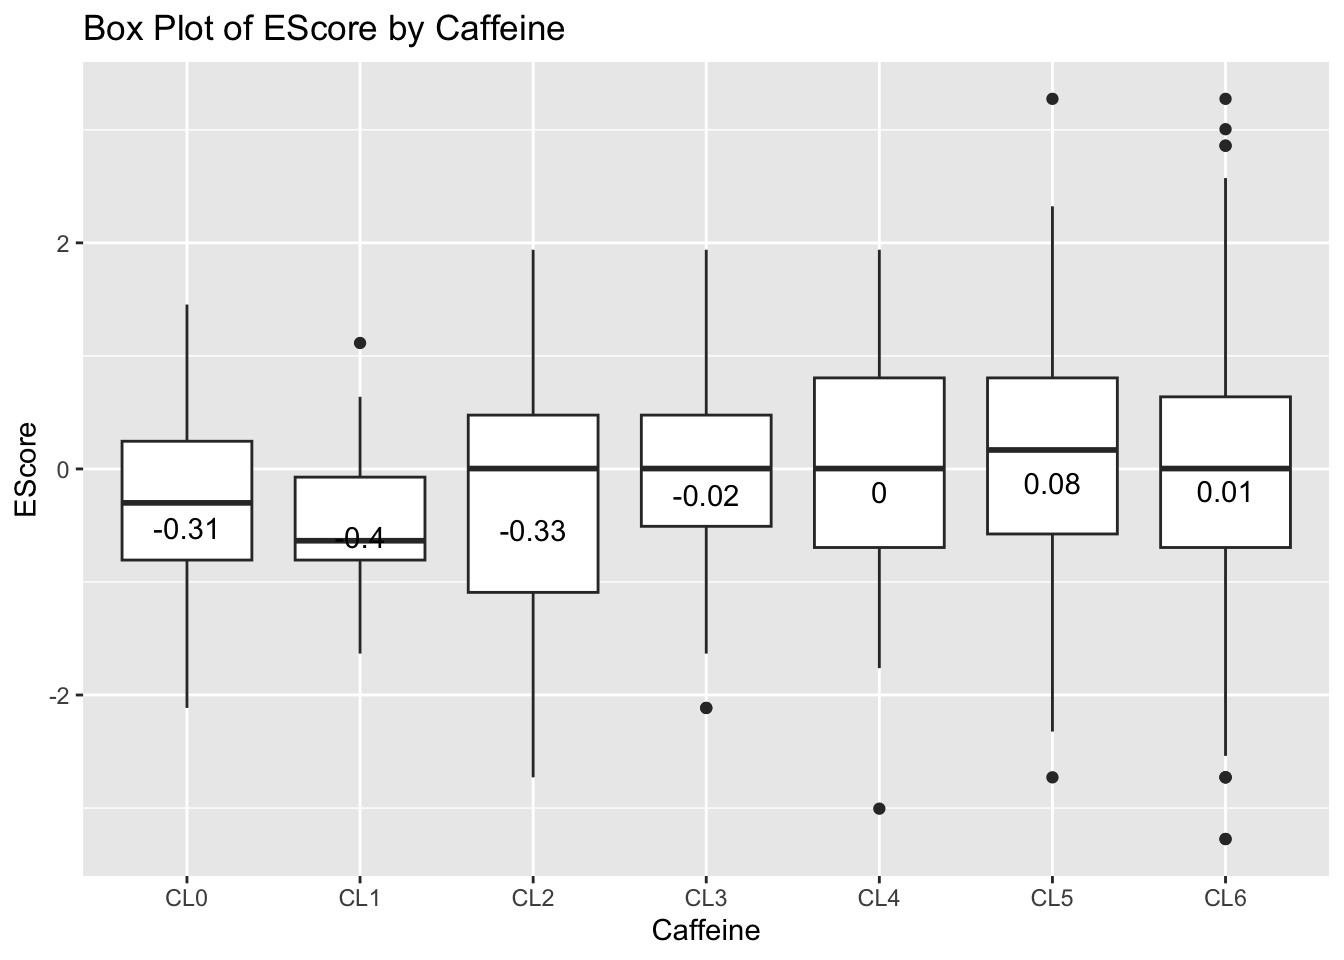 Box Plot of EScore by Caffeine
EScore
2
0
-2
-0.31
-0.4
-0.33
-0.02
0
0.08
0.01
CL0 CL1 CL2 CL3 CL4 CL5 CL6
Caffeine